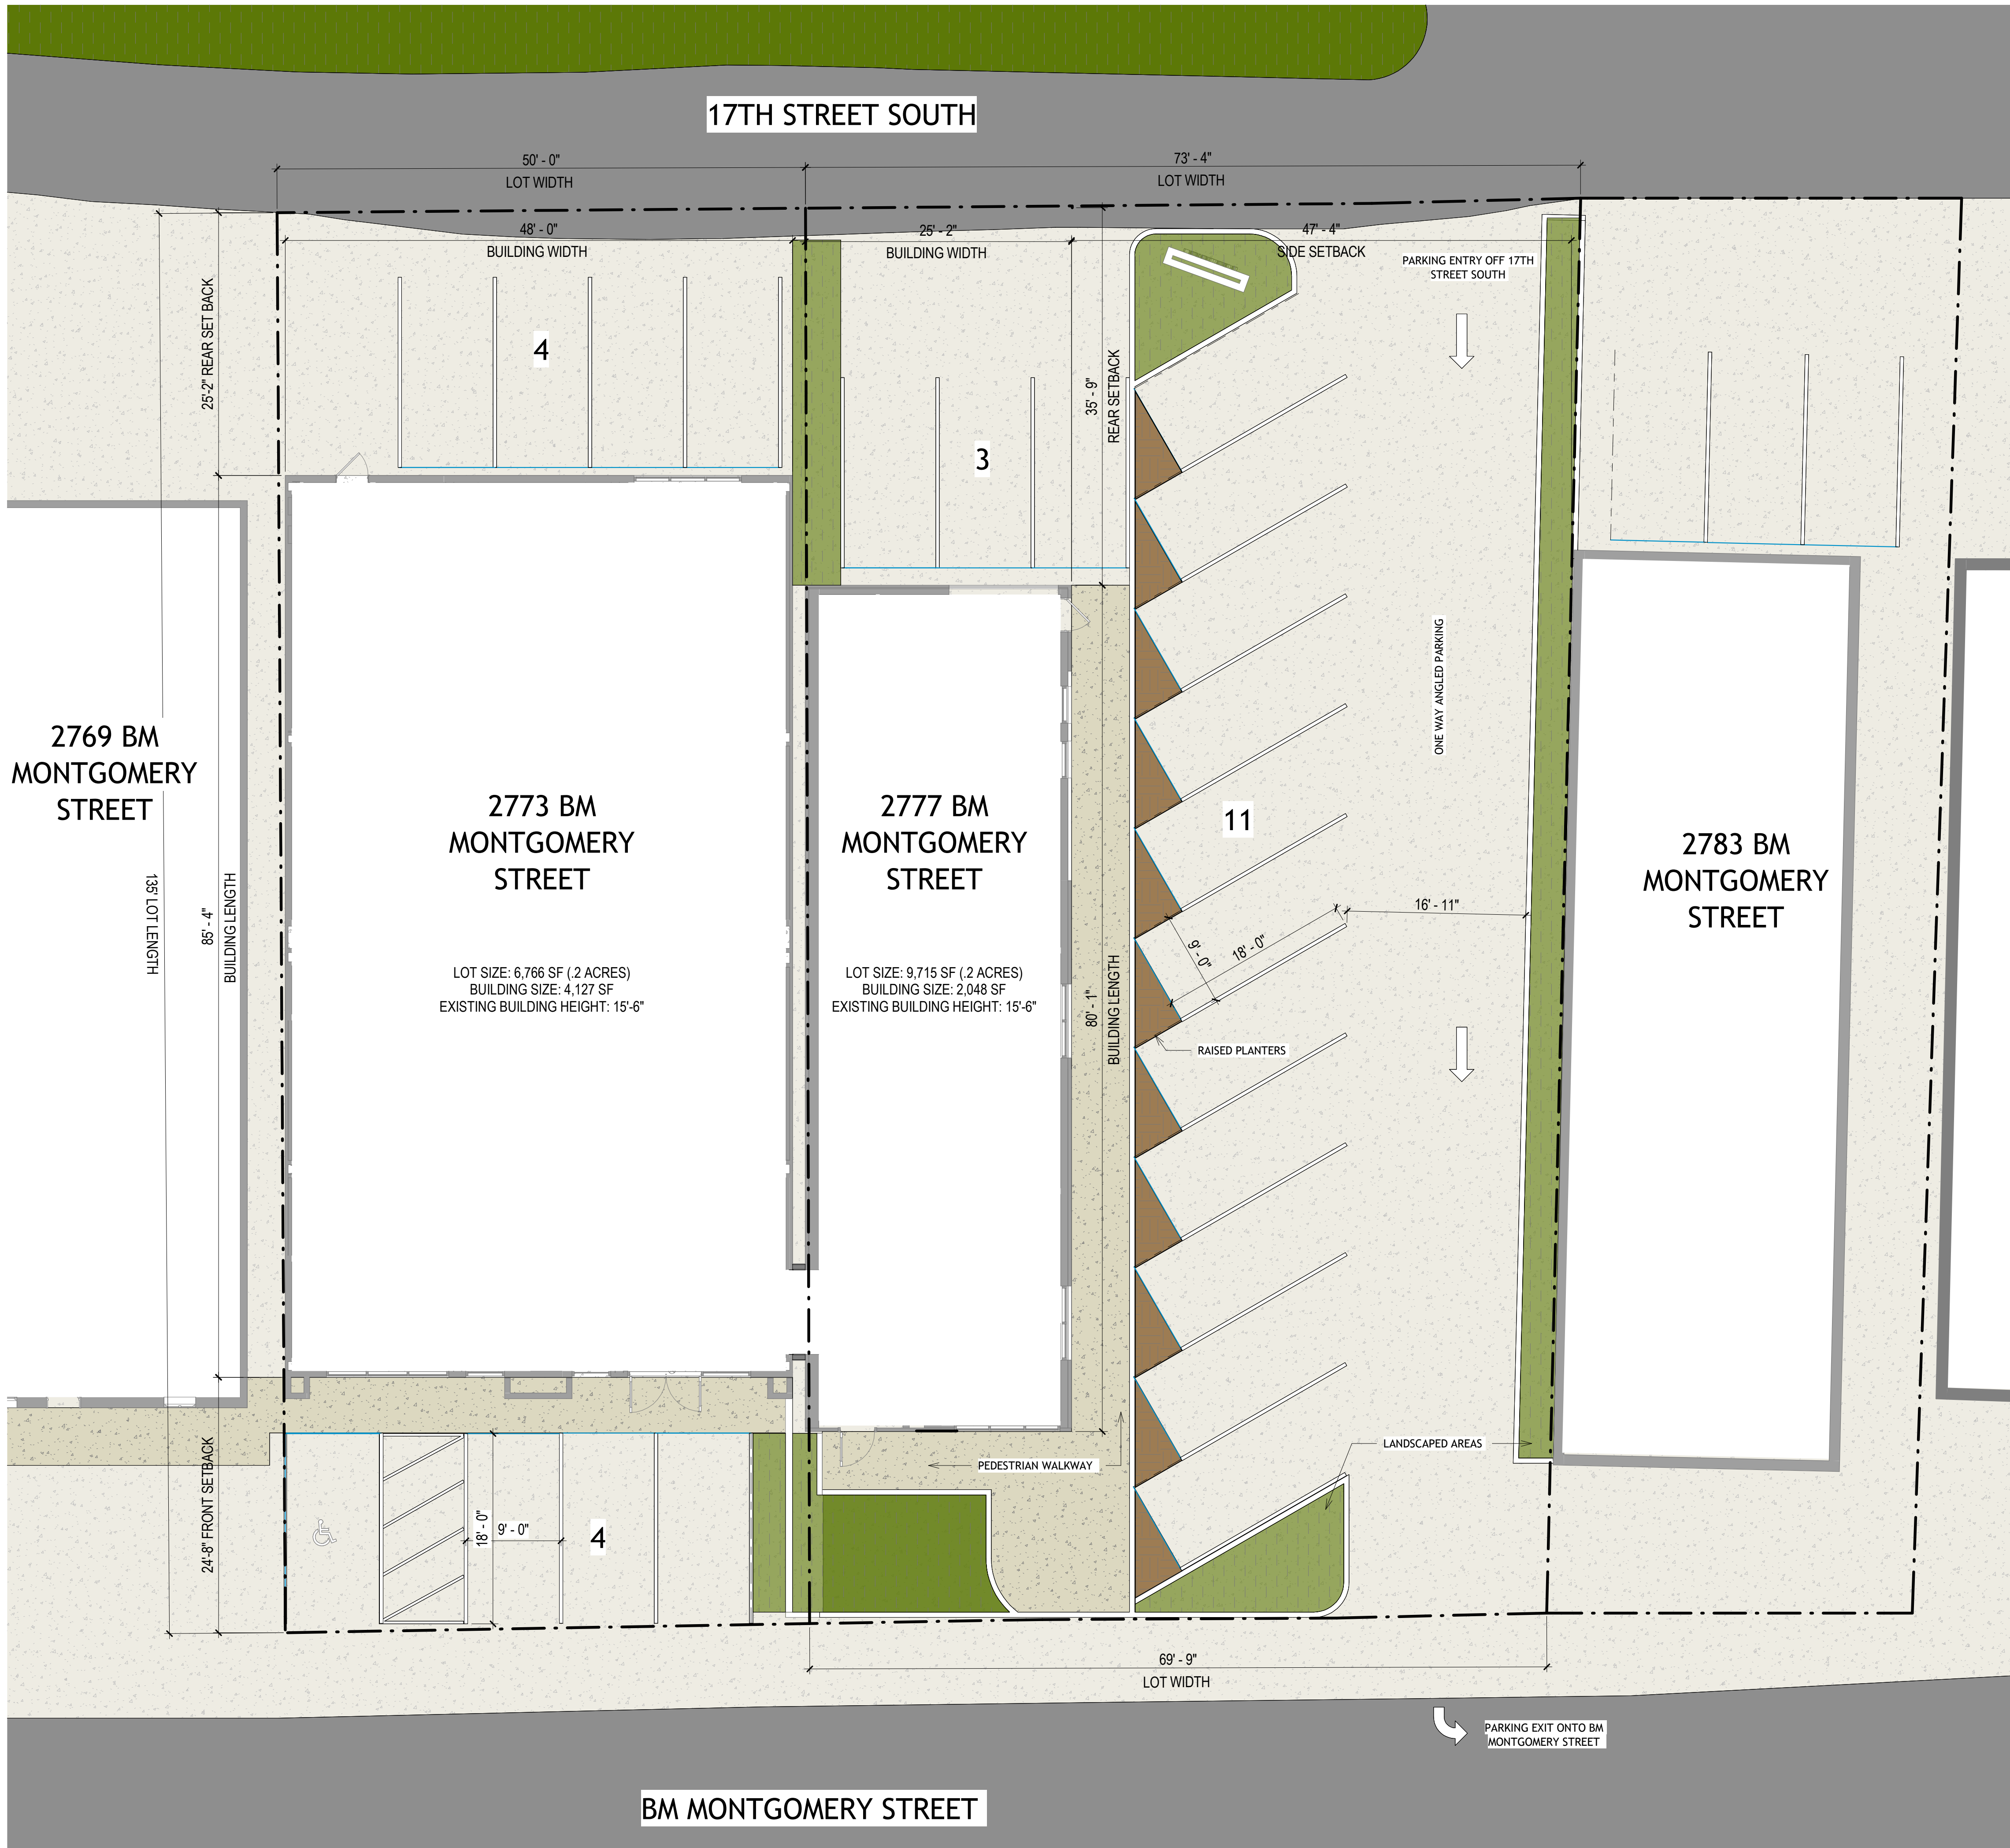 17TH STREET SOUTH
50' - 0"
LOT WIDTH
73' - 4"
LOT WIDTH
48' - 0"
BUILDING WIDTH
25' - 2"
BUILDING WIDTH
47' - 4"
SIDE SETBACK
PARKING ENTRY OFF 17TH
STREET SOUTH
25'-2" REAR SET BACK
4
35' - 9"
REAR SETBACK
3
ONE WAY ANGLED PARKING
2769 BM
MONTGOMERY
STREET
2773 BM
MONTGOMERY
STREET
2777 BM
MONTGOMERY
STREET
11
2783 BM
MONTGOMERY
STREET
135' LOT LENGTH
85' - 4"
BUILDING LENGTH
16' - 11"
9' - 0"
18' - 0"
LOT SIZE: 6,766 SF (.2 ACRES)
BUILDING SIZE: 4,127 SF
EXISTING BUILDING HEIGHT: 15'-6"
LOT SIZE: 9,715 SF (.2 ACRES)
BUILDING SIZE: 2,048 SF
EXISTING BUILDING HEIGHT: 15'-6"
80' - 1"
BUILDING LENGTH
RAISED PLANTERS
LANDSCAPED AREAS
PEDESTRIAN WALKWAY
24'-8" FRONT SETBACK
18' - 0"
9' - 0"
4
69' - 9"
LOT WIDTH
PARKING EXIT ONTO BM
MONTGOMERY STREET
BM MONTGOMERY STREET